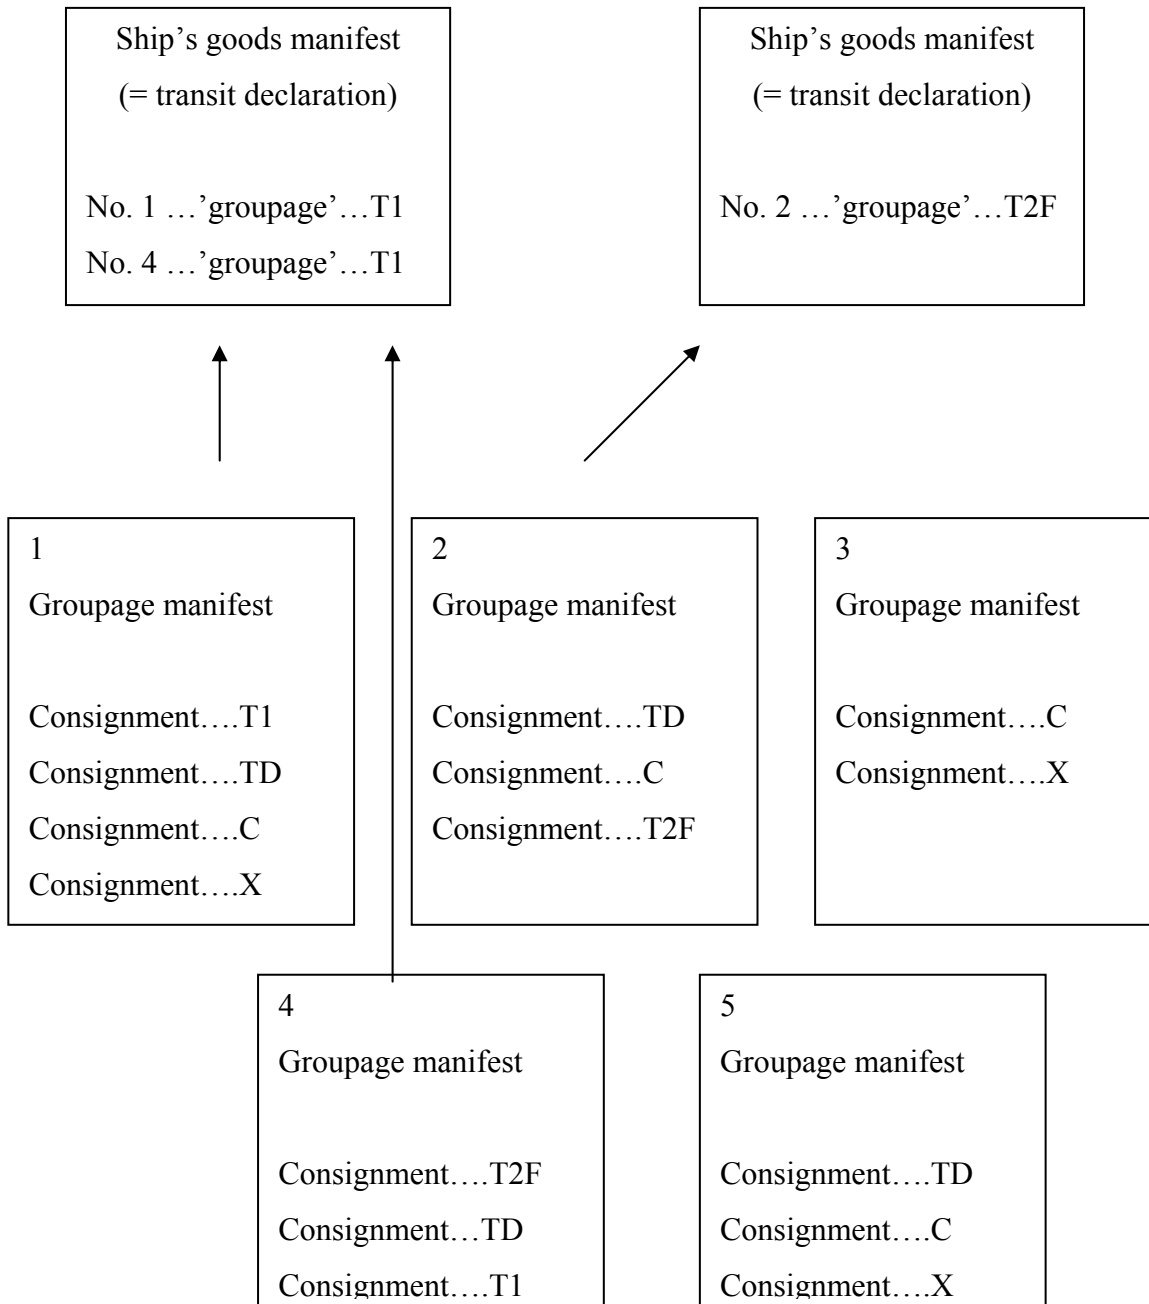 Ship’s goods manifest
(= transit declaration)
No. 1 …’groupage’…T1
No. 4 …’groupage’…T1
Ship’s goods manifest
(= transit declaration)
No. 2 …’groupage’…T2F
1
Groupage manifest
Consignment….T1
Consignment….TD
Consignment….C
Consignment….X
2
Groupage manifest
Consignment….TD
Consignment….C
Consignment….T2F
3
Groupage manifest
Consignment….C
Consignment….X
4
Groupage manifest
Consignment….T2F
Consignment…TD
Consignment….T1
5
Groupage manifest
Consignment….TD
Consignment….C
Consignment….X